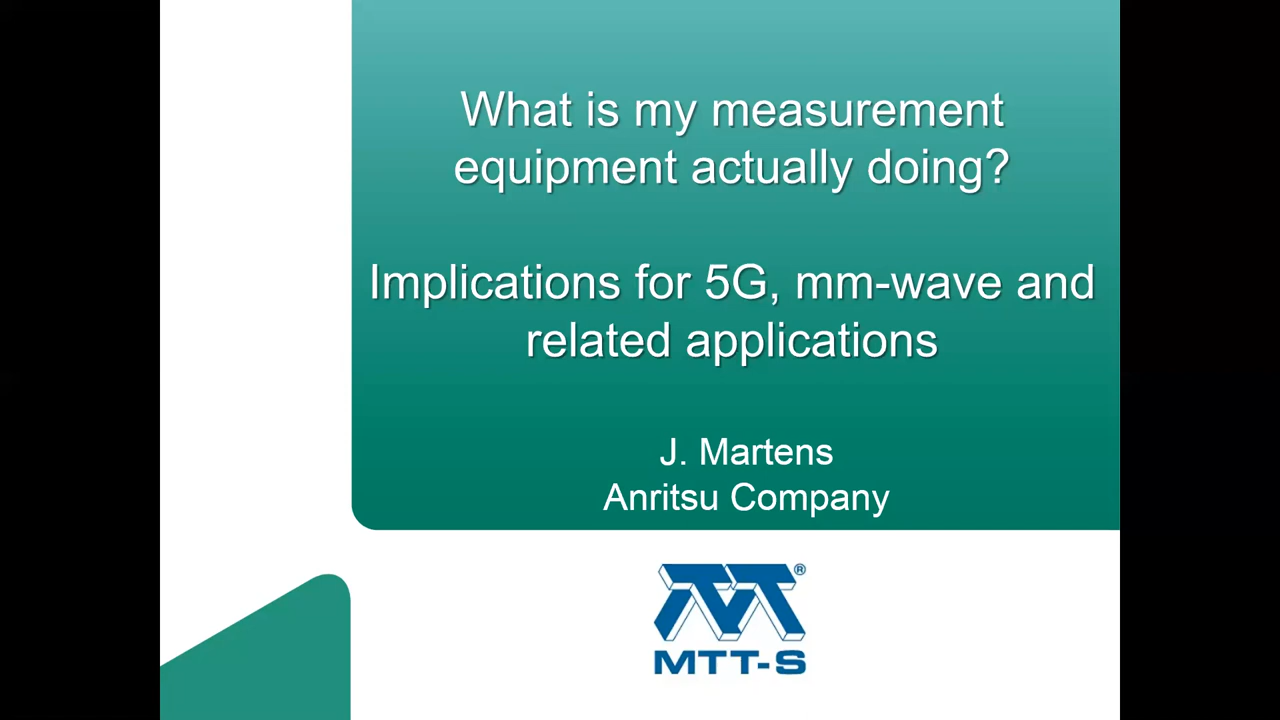 What is my measurement
equipment actually doing?
Implications for 5G, mm-wave and
related applications
J. Martens
Anritsu Company
®
MTT-S